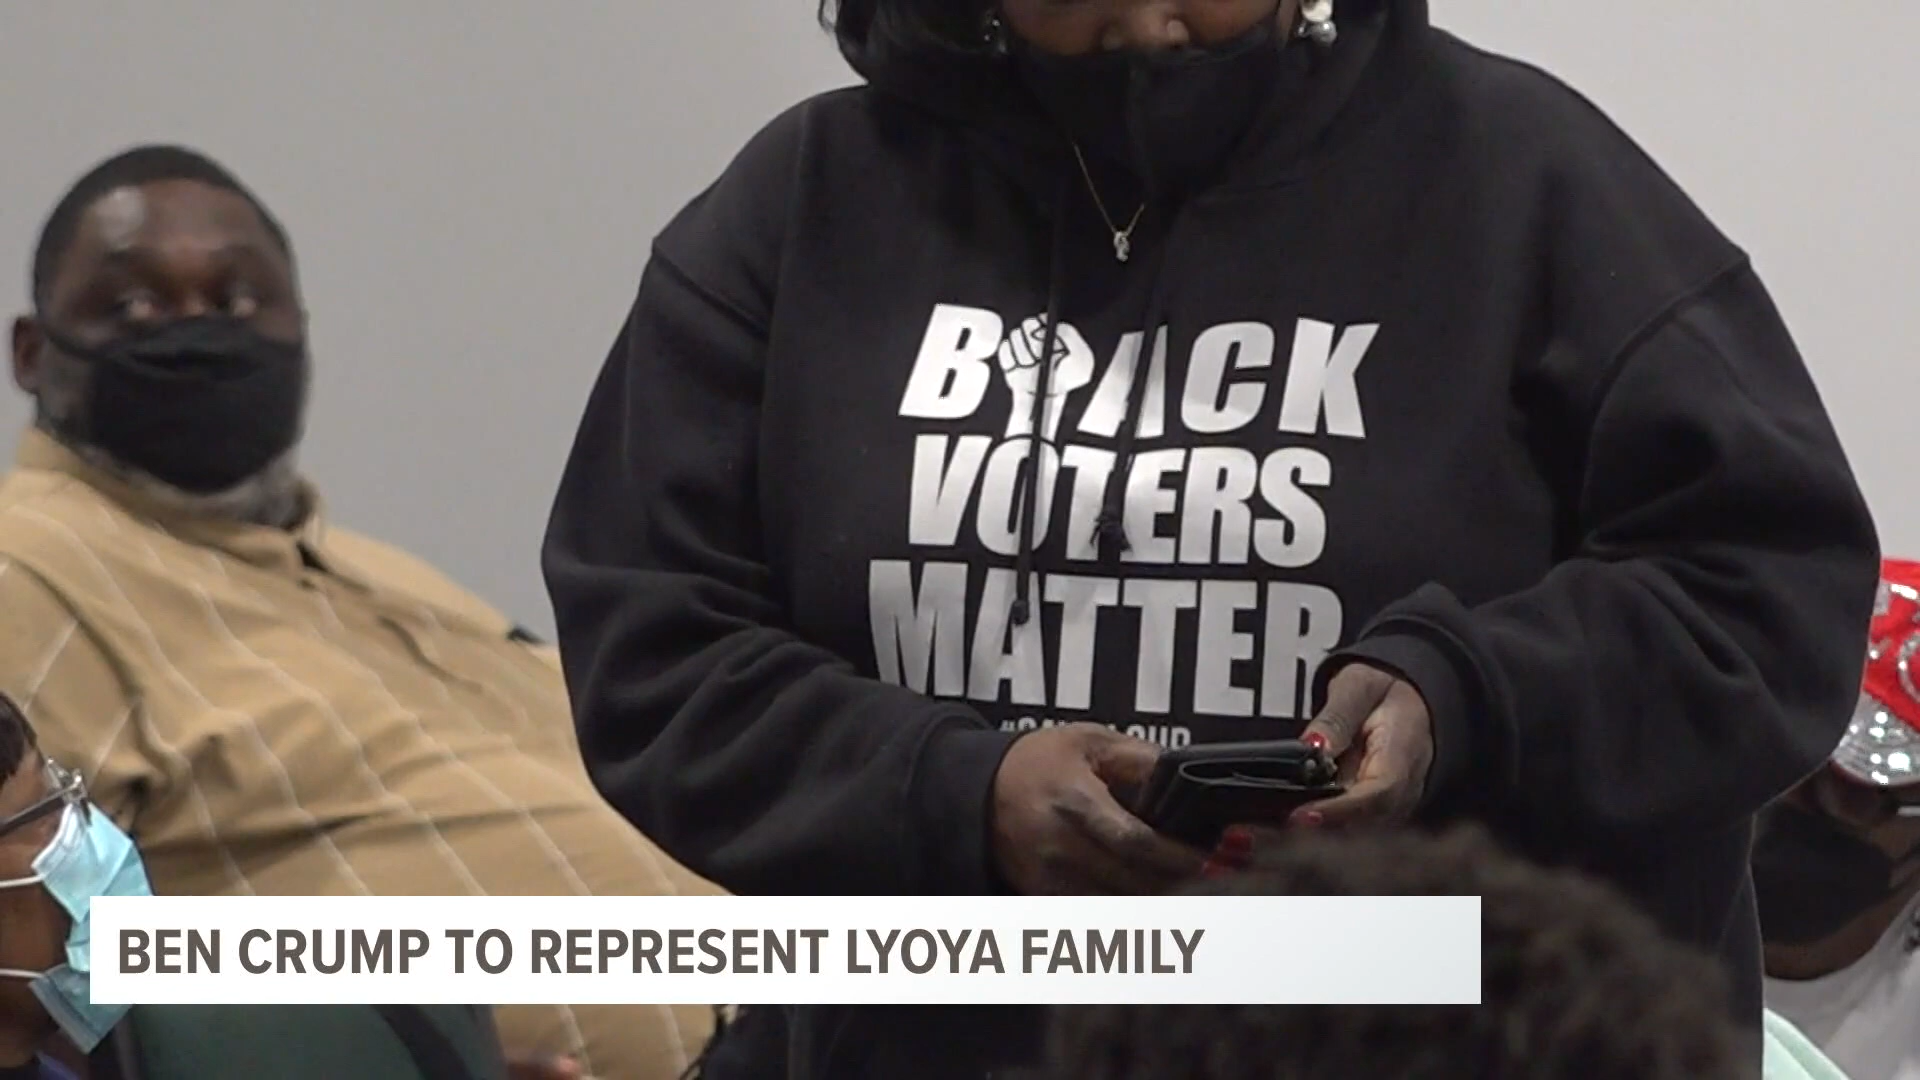 BLACK
VOTERS
MATTER
BEN CRUMP TO REPRESENT LYOYA FAMILY